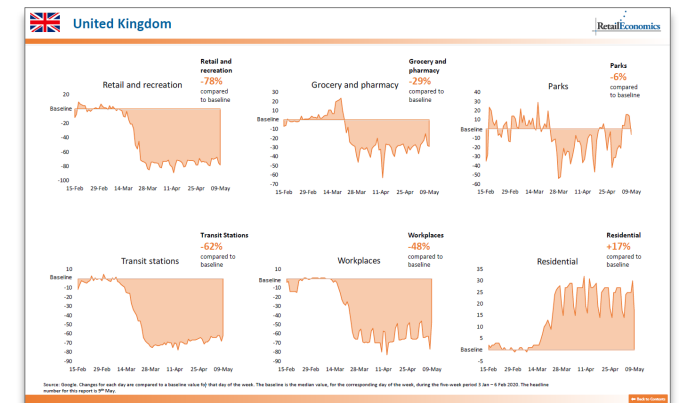 United Kingdom
RetailEconomics
Retail and recreation
Retail and
recreation
-78%
compared
to baseline
20
Baseline
-20
-40
-60
-80
-100
15-Feb 29-Feb 14-Mar 28-Mar 11-Apr 25-Apr 09-May
Grocery and pharmacy
Grocery and
pharmacy
-29%
compared
to baseline
30
20
10
Baseline
-10
-20
-30
-40
-50
-60
-70
15-Feb 29-Feb 14-Mar 28-Mar 11-Apr 25-Apr 09-May
Parks
Parks
-6%
compared
to baseline
40
30
20
10
Baseline
-10
-20
-30
-40
-50
-60
15-Feb 29-Feb 14-Mar 28-Mar 11-Apr 25-Apr 09-May
Transit stations
Transit Stations
-62%
compared to
baseline
10
Baseline
-10
-20
-30
-40
-50
-60
-70
-80
-90
15-Feb 29-Feb 14-Mar 28-Mar 11-Apr 25-Apr 09-May
Workplaces
Workplaces
-48%
compared to
baseline
10
Baseline
-10
-20
-30
-40
-50
-60
-70
-80
-90
15-Feb 29-Feb 14-Mar 28-Mar 11-Apr 25-Apr 09-May
Residential
Residential
+17%
compared to
baseline
35
30
25
20
15
10
5
Baseline
-5
15-Feb 29-Feb 14-Mar 28-Mar 11-Apr 25-Apr 09-May
Source: Google. Changes for each day are compared to a baseline value for that day of the week. The baseline is the median value, for the corresponding day of the week, during the five-week period 3 Jan – 6 Feb 2020. The headline
number for this report is 9th May.
Back to Contents